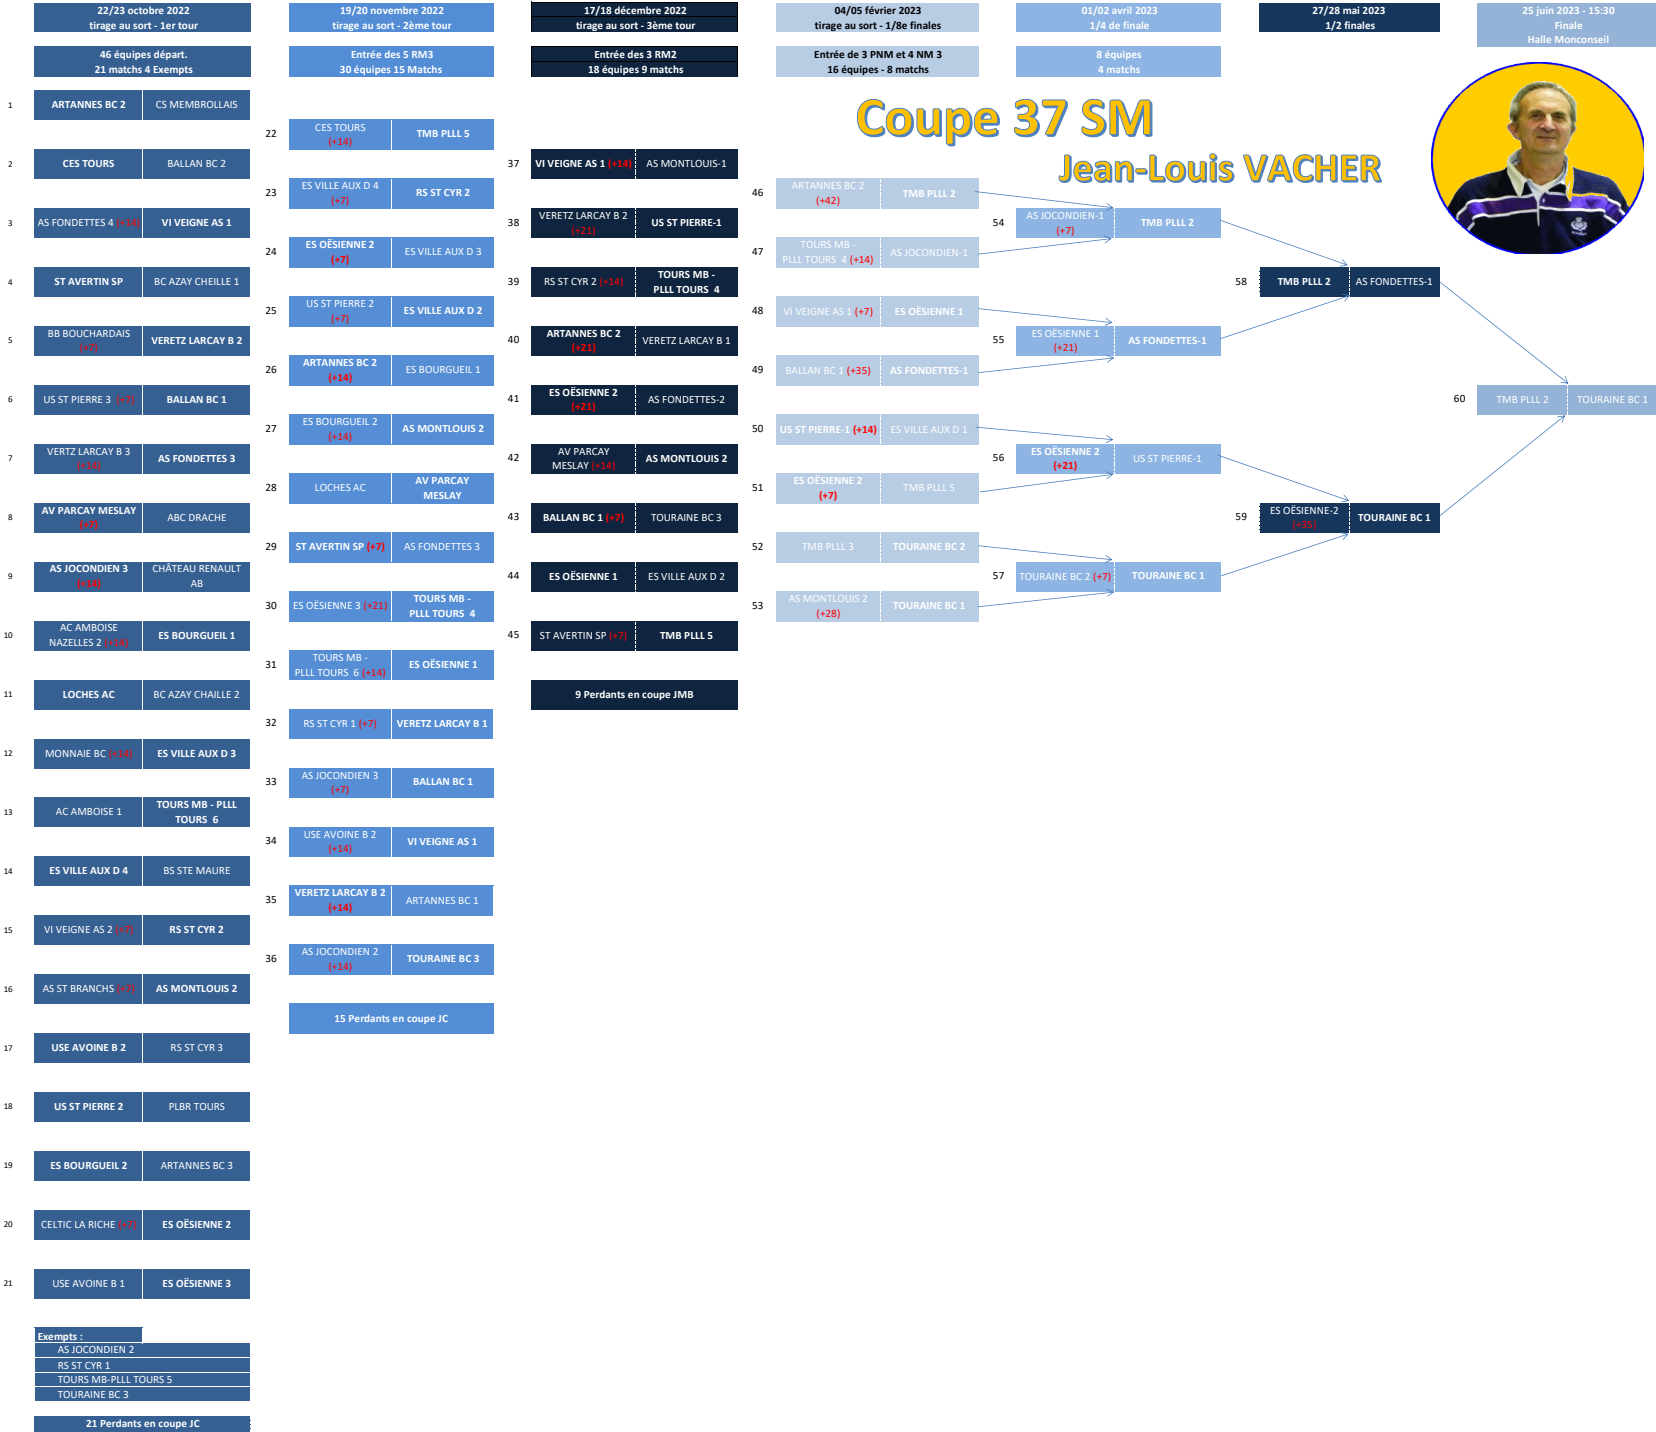 22/23 octobre 2022
tirage au sort - 1er tour
46 équipes départ.
21 matchs 4 Exempts
1
ARTANNES BC 2
CS MEMBROLLAIS
2
CES TOURS
BALLAN BC 2
3
AS FONDETTES 4 (+14)
VI VEIGNE AS 1
4
ST AVERTIN SP
BC AZAY CHEILLE 1
5
BB BOUCHARDAIS
(+7)
VERETZ LARCAY B 2
6
US ST PIERRE 3 (+7)
BALLAN BC 1
7
VERTZ LARCAY B 3
(+14)
AS FONDETTES 3
8
AV PARCAY MESLAY
(+7)
ABC DRACHE
9
AS JOCONDIEN 3
(+14)
CHÂTEAU RENAULT
AB
10
AC AMBOISE
NAZELLES 2 (+14)
ES BOURGUEIL 1
11
LOCHES AC
BC AZAY CHAILLE 2
12
MONNAIE BC (+14)
ES VILLE AUX D 3
13
AC AMBOISE 1
TOURS MB - PLLL
TOURS 6
14
ES VILLE AUX D 4
BS STE MAURE
15
VI VEIGNE AS 2 (+7)
RS ST CYR 2
16
AS ST BRANCHS (+7)
AS MONTLOUIS 2
17
USE AVOINE B 2
RS ST CYR 3
18
US ST PIERRE 2
PLBR TOURS
19
ES BOURGUEIL 2
ARTANNES BC 3
20
CELTIC LA RICHE (+7)
ES OËSIENNE 2
21
USE AVOINE B 1
ES OËSIENNE 3
Exempts :
AS JOCONDIEN 2
RS ST CYR 1
TOURS MB-PLLL TOURS 5
TOURAINE BC 3
21 Perdants en coupe JC
19/20 novembre 2022
tirage au sort - 2ème tour
Entrée des 5 RM3
30 équipes 15 Matchs
22
CES TOURS
(+14)
TMB PLLL 5
23
ES VILLE AUX D 4
(+7)
RS ST CYR 2
24
ES OËSIENNE 2
(+7)
ES VILLE AUX D 3
25
US ST PIERRE 2
(+7)
ES VILLE AUX D 2
26
ARTANNES BC 2
(+14)
ES BOURGUEIL 1
27
ES BOURGUEIL 2
(+14)
AS MONTLOUIS 2
28
LOCHES AC
AV PARCAY
MESLAY
29
ST AVERTIN SP (+7)
AS FONDETTES 3
30
ES OËSIENNE 3 (+21)
TOURS MB -
PLLL TOURS 4
31
TOURS MB -
PLLL TOURS 6 (+14)
ES OËSIENNE 1
32
RS ST CYR 1 (+7)
VERETZ LARCAY B 1
33
AS JOCONDIEN 3
(+7)
BALLAN BC 1
34
USE AVOINE B 2
(+14)
VI VEIGNE AS 1
35
VERETZ LARCAY B 2
(+14)
ARTANNES BC 1
36
AS JOCONDIEN 2
(+14)
TOURAINE BC 3
15 Perdants en coupe JC
17/18 décembre 2022
tirage au sort - 3ème tour
Entrée des 3 RM2
18 équipes 9 matchs
37
VI VEIGNE AS 1 (+14)
AS MONTLOUIS-1
38
VERETZ LARCAY B 2
(+21)
US ST PIERRE-1
39
RS ST CYR 2 (+14)
TOURS MB -
PLLL TOURS 4
40
ARTANNES BC 2
(+21)
VERETZ LARCAY B 1
41
ES OËSIENNE 2
(+21)
AS FONDETTES-2
42
AV PARCAY
MESLAY (+14)
AS MONTLOUIS 2
43
BALLAN BC 1 (+7)
TOURAINE BC 3
44
ES OËSIENNE 1
ES VILLE AUX D 2
45
ST AVERTIN SP (+7)
TMB PLLL 5
9 Perdants en coupe JMB
04/05 février 2023
tirage au sort - 1/8e finales
Entrée de 3 PNM et 4 NM 3
16 équipes - 8 matchs
Coupe 37 SM
Jean-Louis VACHER
46
ARTANNES BC 2
(+42)
TMB PLLL 2
47
TOURS MB -
PLLL TOURS 4 (+14)
AS JOCONDIEN-1
48
VI VEIGNE AS 1 (+7)
ES OËSIENNE 1
49
BALLAN BC 1 (+35)
AS FONDETTES-1
50
US ST PIERRE-1 (+14)
ES VILLE AUX D 1
51
ES OËSIENNE 2
(+7)
TMB PLLL 5
52
TMB PLLL 3
TOURAINE BC 2
53
AS MONTLOUIS 2
(+28)
TOURAINE BC 1
01/02 avril 2023
1/4 de finale
8 équipes
4 matchs
54
AS JOCONDIEN-1
(+7)
TMB PLLL 2
55
ES OËSIENNE 1
(+21)
AS FONDETTES-1
56
ES OËSIENNE 2
(+21)
US ST PIERRE-1
57
TOURAINE BC 2 (+7)
TOURAINE BC 1
27/28 mai 2023
1/2 finales
58
TMB PLLL 2
AS FONDETTES-1
59
ES OËSIENNE-2
(+35)
TOURAINE BC 1
25 juin 2023 - 15:30
Finale
Halle Monconseil
60
TMB PLLL 2
TOURAINE BC 1